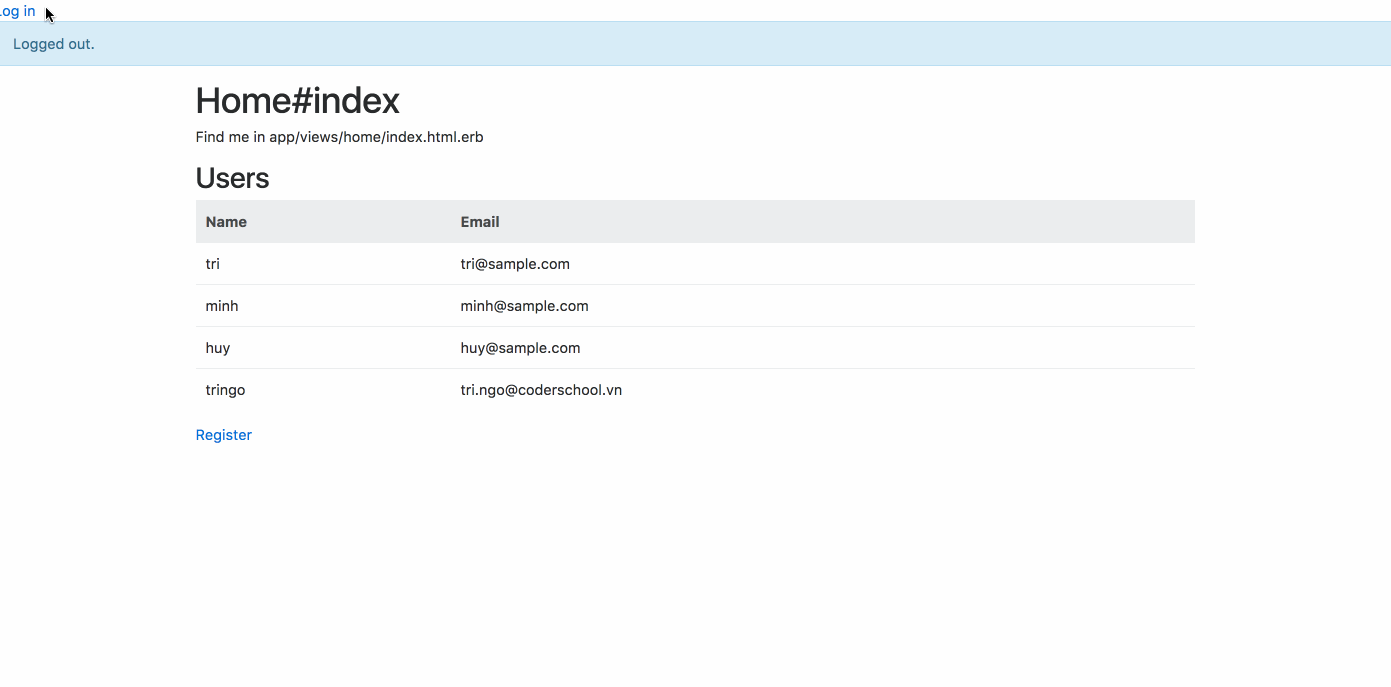 Log in
Logged out.
Home#index
Find me in app/views/home/index.html.erb
Users
Name Email
tri tri@sample.com
minh minh@sample.com
huy huy@sample.com
tringo tri.ngo@coderschool.vn
Register